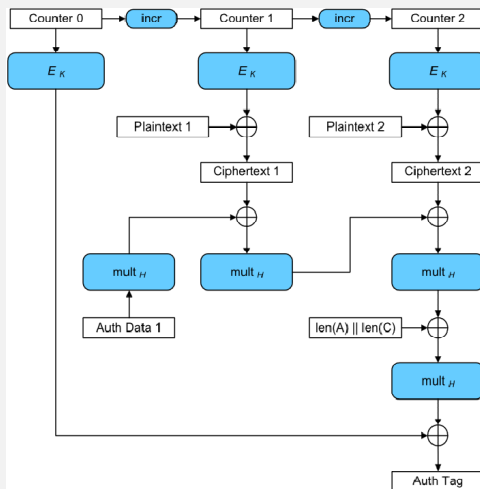 Counter 0 incr Counter 1 incr Counter 2
E K E K E K
Plaintext 1 Plaintext 2
Ciphertext 1 Ciphertext 2
mult H mult H mult H
Auth Data 1 len(A) || len(C)
mult H
Auth Tag